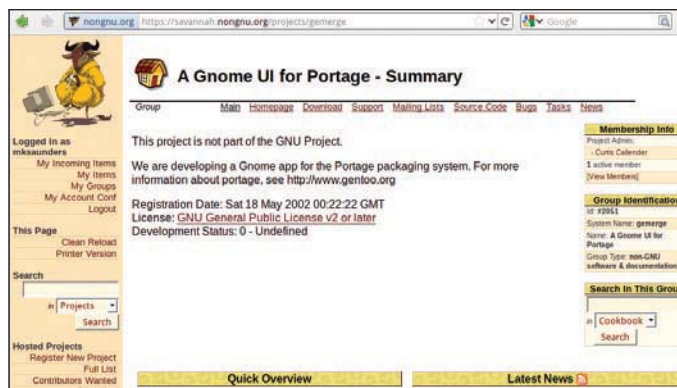 nongnu.org https://savannah.nongnu.org/projects/gemerge
Google
A Gnome UI for Portage - Summary
Group Main Homepage Download Support Mailing Lists Source Code Bugs Tasks News
Logged in as
mksaunders
My Incoming Items
My Items
My Groups
My Account Conf
Logout
This Page
Clean Reload
Printer Version
Search
in Projects
Search
Hosted Projects
Register New Project
Full List
Contributors Wanted
This project is not part of the GNU Project.
We are developing a Gnome app for the Portage packaging system. For more
information about portage, see http://www.gentoo.org
Registration Date: Sat 18 May 2002 00:22:22 GMT
License: GNU General Public License v2 or later
Development Status: 0 - Undefined
Membership Info
Project Admin:
Curtis Callender
1 active member
[View Members]
Group Identification
Id: #2051
System Name: gemerge
Name: A Gnome UI for
Portage
Group Type: non-GNU
software & documentation
Search in This Grou
in Cookbook
Search
Quick Overview
Latest News